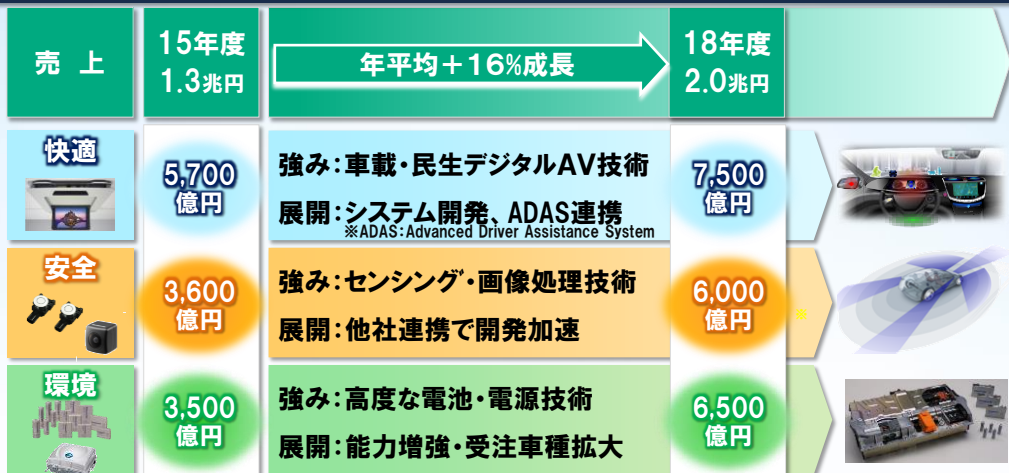 売上
15年度
1.3兆円
年平均＋16%成長
18年度
2.0兆円
快適
5,700
億円
強み：車載・民生デジタルAV技術
展開：システム開発、ADAS連携
※ADAS：Advanced Driver Assistance System
7,500
億円
安全
3,600
億円
強み：センシング・画像処理技術
展開：他社連携で開発加速
6,000
億円
環境
3,500
億円
強み：高度な電池・電源技術
展開：能力増強・受注車種拡大
6,500
億円